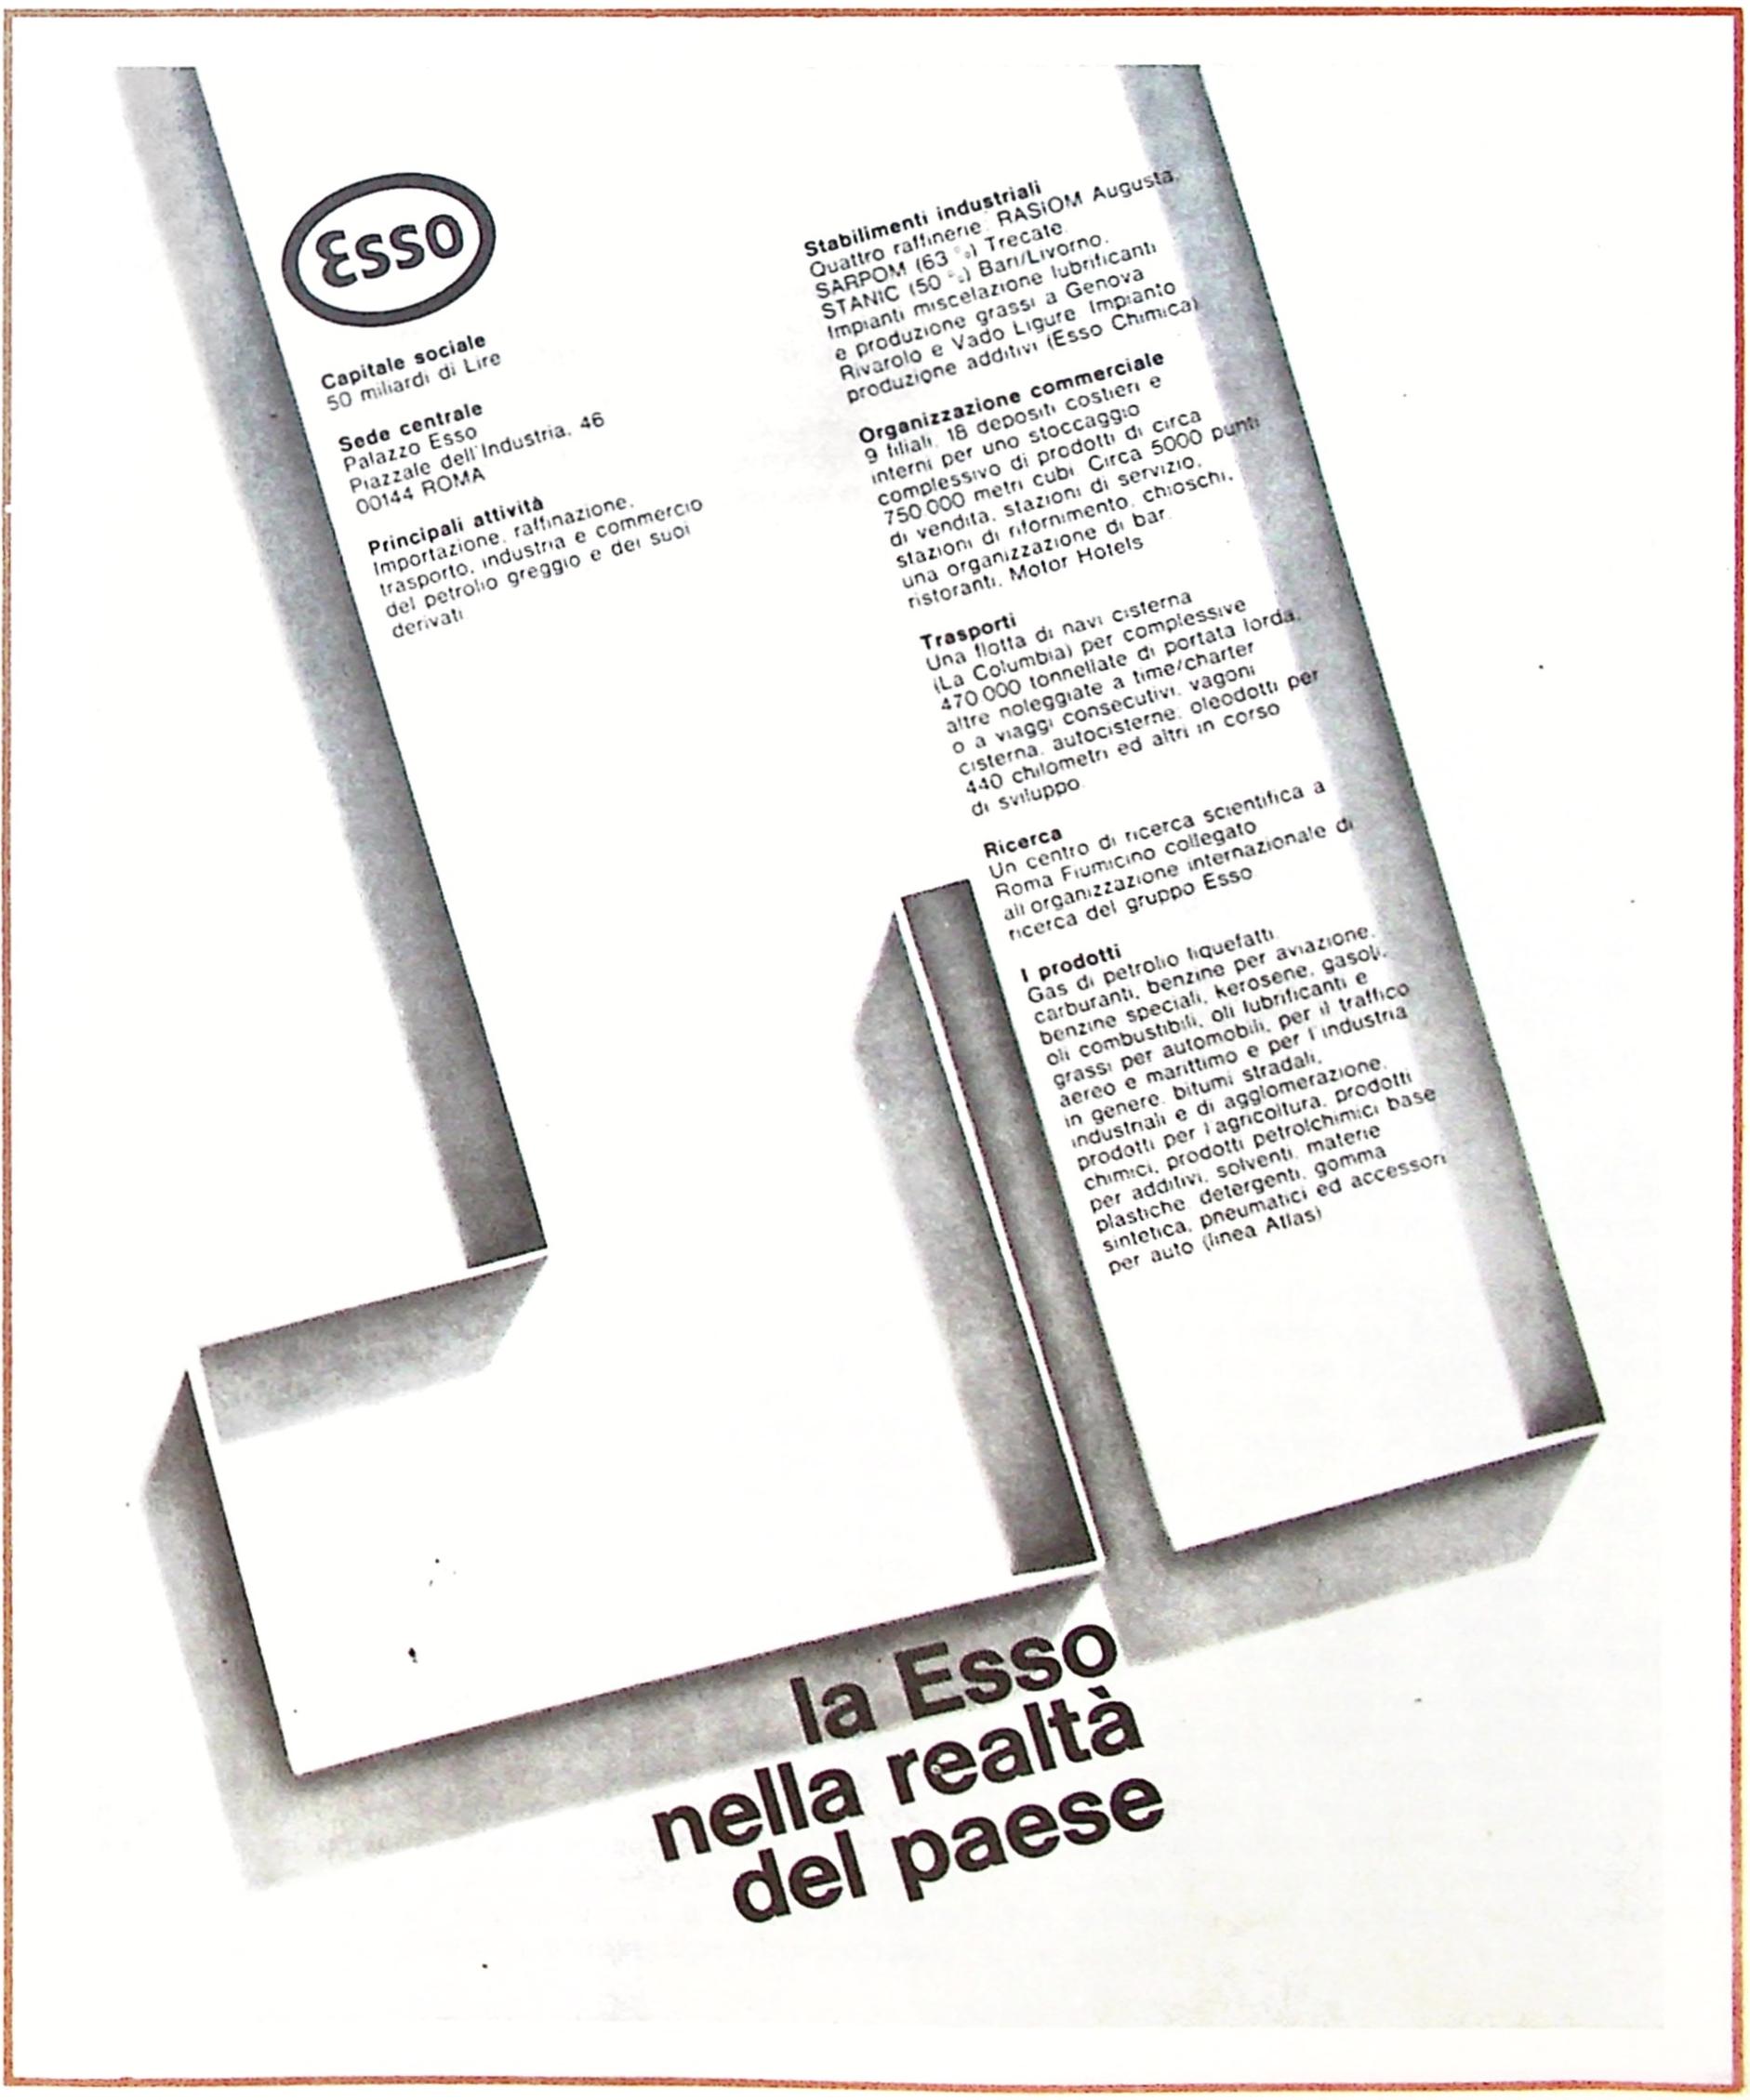 Esso
Capitale sociale
50 miliardi di Lire
Sede centrale
Palazzo Esso
Piazzale dell'Industria, 46
00144 ROMA
Principali attività
Importazione, raffinazione,
trasporto, industria e commercio
del petrolio greggio e dei suoi
derivati.
Stabilimenti industriali
Quattro raffinerie: RASIOM Augusta,
SARPOM (63 %) Trecate,
STANIC (50 %) Bari/Livorno.
Impianti miscelazione lubrificanti
e produzione grassi a Genova
Rivarolo e Vado Ligure. Impianto
produzione additivi (Esso Chimica)
Organizzazione commerciale
9 filiali, 18 depositi costieri e
interni per uno stoccaggio
complessivo di prodotti di circa
750.000 metri cubi. Circa 5000 punti
di vendita, stazioni di servizio,
stazioni di rifornimento, chioschi,
una organizzazione di bar,
ristoranti, Motor Hotels
Trasporti
Una flotta di navi cisterna
(La Columbia) per complessive
470.000 tonnellate di portata lorda,
altre noleggiate a time/charter
o a viaggi consecutivi, vagoni
cisterna, autocisterne; oleodotti per
440 chilometri ed altri in corso
di sviluppo.
Ricerca
Un centro di ricerca scientifica a
Roma Fiumicino collegato
all'organizzazione internazionale di
ricerca del gruppo Esso
I prodotti
Gas di petrolio liquefatti,
carburanti, benzine per aviazione,
benzine speciali, kerosene, gasoli,
oli combustibili, oli lubrificanti e
grassi per automobili, per il traffico
aereo e marittimo e per l'industria
in genere, bitumi stradali,
industriali e di agglomerazione,
prodotti per l'agricoltura, prodotti
chimici, prodotti petrolchimici base
per additivi, solventi, materie
plastiche, detergenti, gomma
sintetica, pneumatici ed accessori
per auto (linea Atlas)
la Esso
nella realtà
del paese